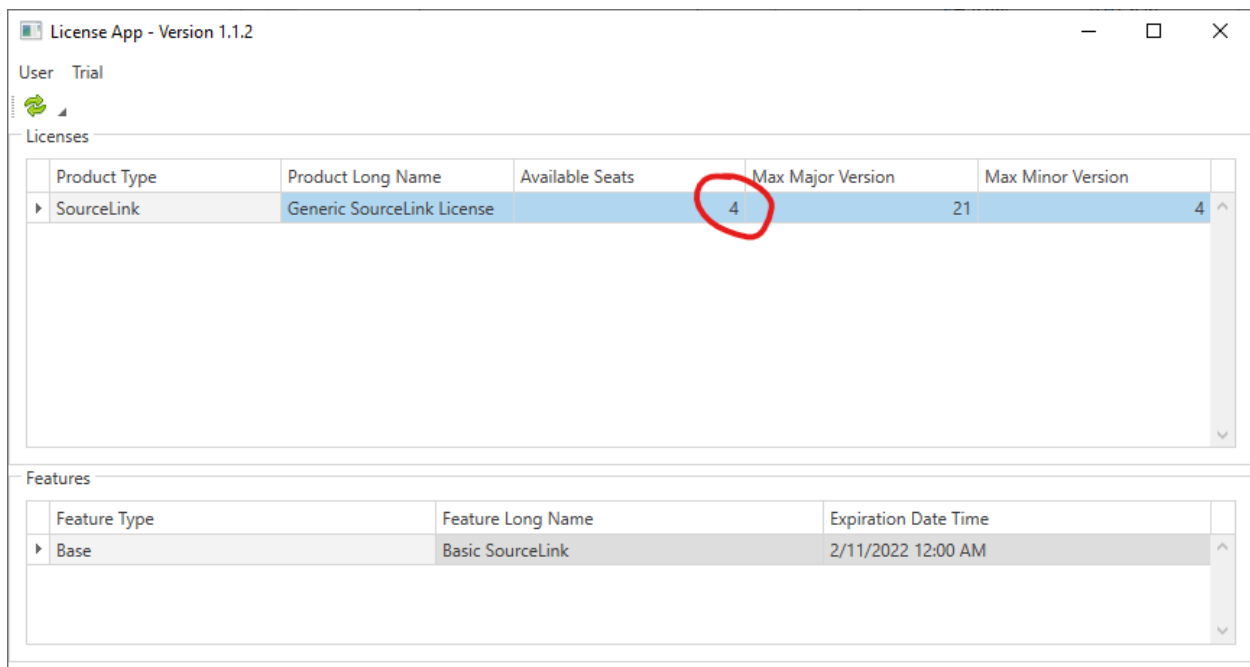 License App - Version 1.1.2
User Trial
Licenses
Product Type Product Long Name Available Seats Max Major Version Max Minor Version
SourceLink Generic SourceLink License 4 21 4
Features
Feature Type Feature Long Name Expiration Date Time
Base Basic SourceLink 2/11/2022 12:00 AM